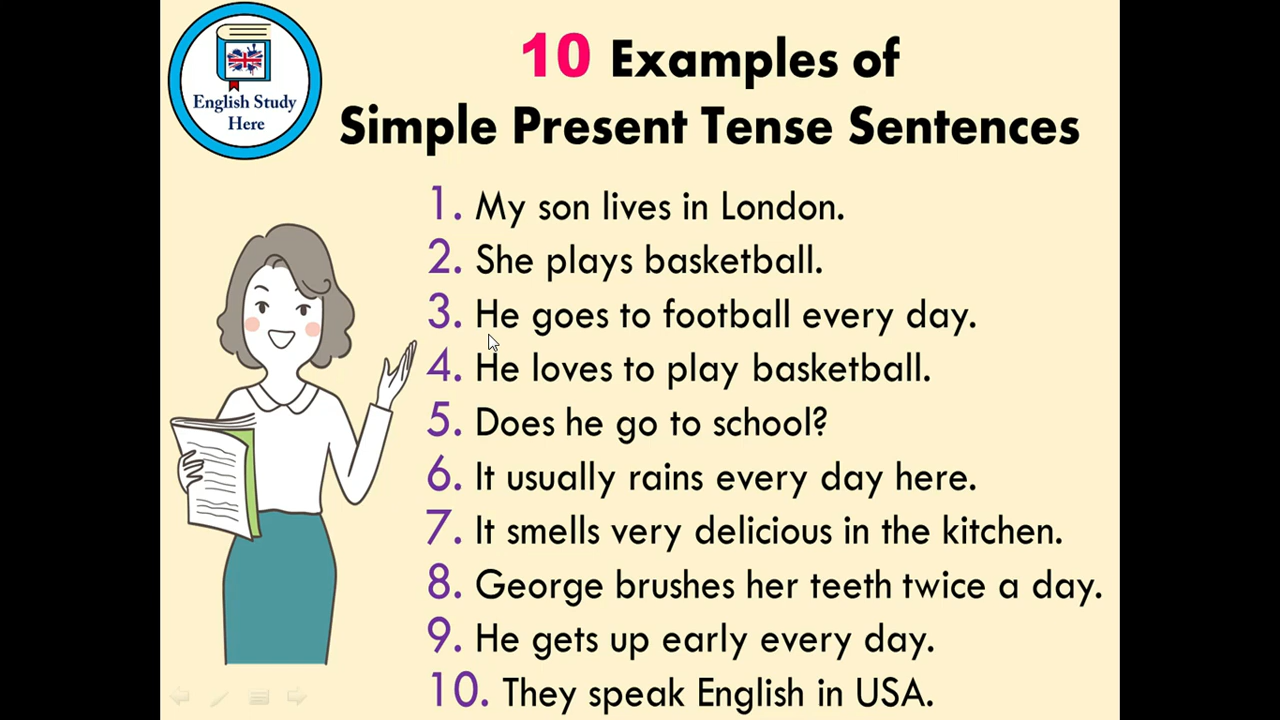 English Study
Here
10 Examples of
Simple Present Tense Sentences
1. My son lives in London.
2. She plays basketball.
3. He goes to football every day.
4. He loves to play basketball.
5. Does he go to school?
6. It usually rains every day here.
7. It smells very delicious in the kitchen.
8. George brushes her teeth twice a day.
9. He gets up early every day.
10. They speak English in USA.